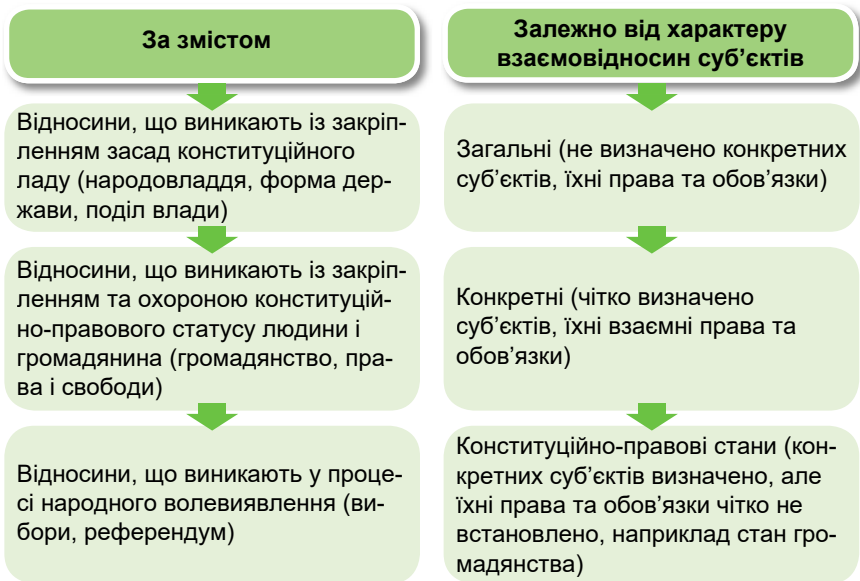 За змістом
Відносини, що виникають із закріп-
ленням засад конституційного
ладу (народовладдя, форма дер-
жави, поділ влади)
Відносини, що виникають із закріп-
ленням та охороною конституцій-
но-правового статусу людини і
громадянина (громадянство, пра-
ва і свободи)
Відносини, що виникають у проце-
сі народного волевиявлення (ви-
бори, референдум)
Залежно від характеру
взаємовідносин суб’єктів
Загальні (не визначено конкретних
суб’єктів, їхні права та обов’язки)
Конкретні (чітко визначено
суб’єктів, їхні взаємні права та
обов’язки)
Конституційно-правові стани (кон-
кретних суб’єктів визначено, але
їхні права та обов’язки чітко не
встановлено, наприклад стан гро-
мадянства)